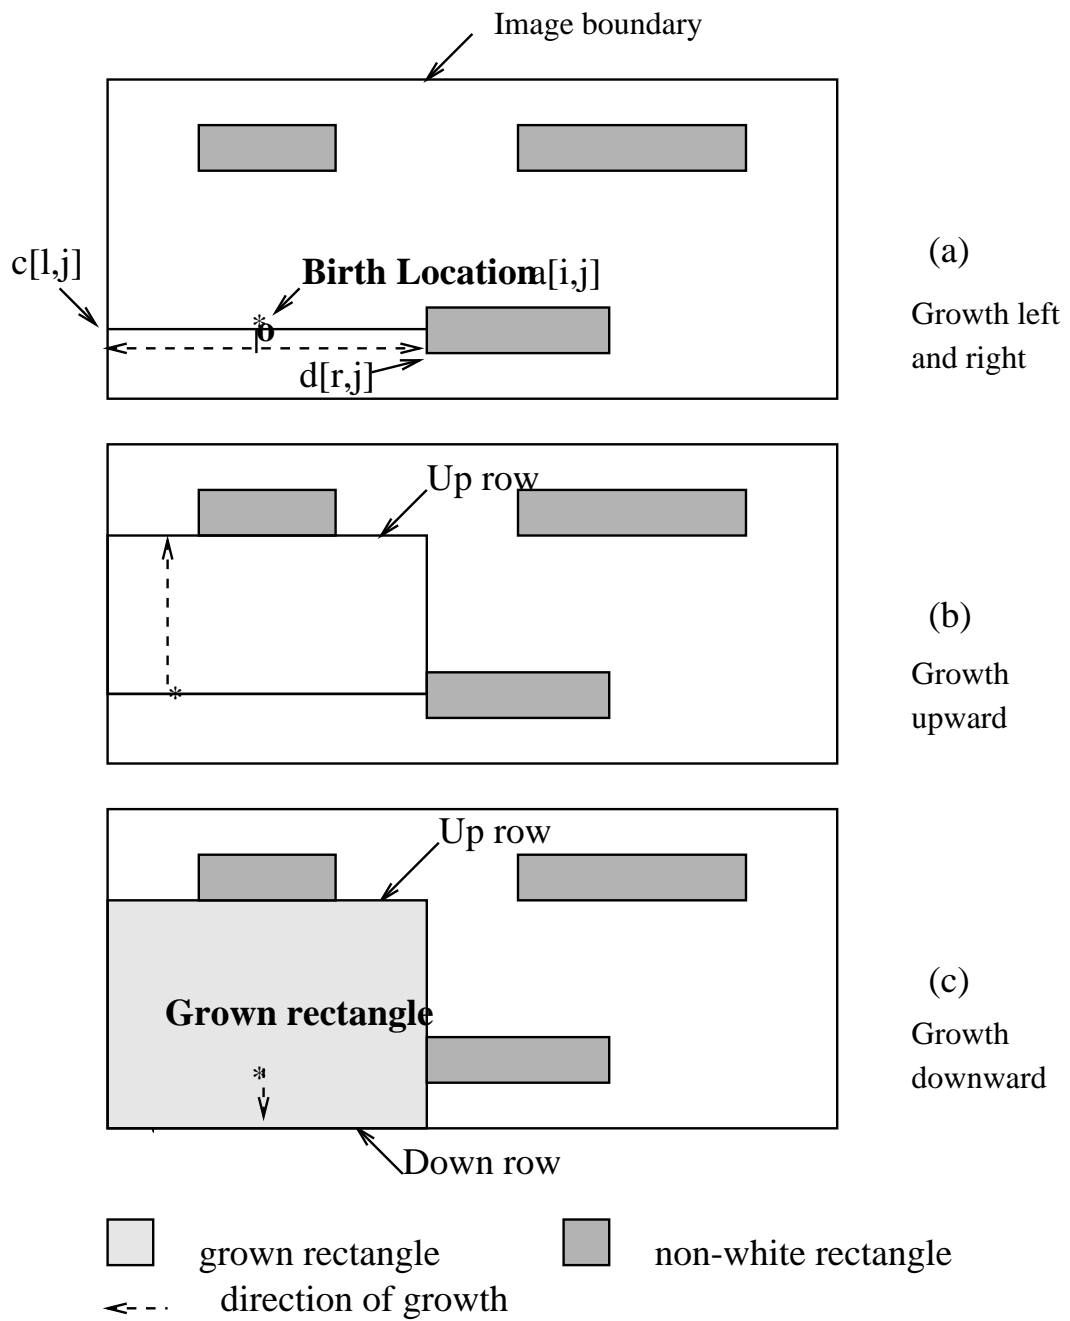 Image boundary
c[l,j]
Birth Location a[i,j]
*
o
d[r,j]
(a)
Growth left
and right
Up row
*
(b)
Growth
upward
Up row
Grown rectangle
*
Down row
(c)
Growth
downward
grown rectangle
non-white rectangle
direction of growth